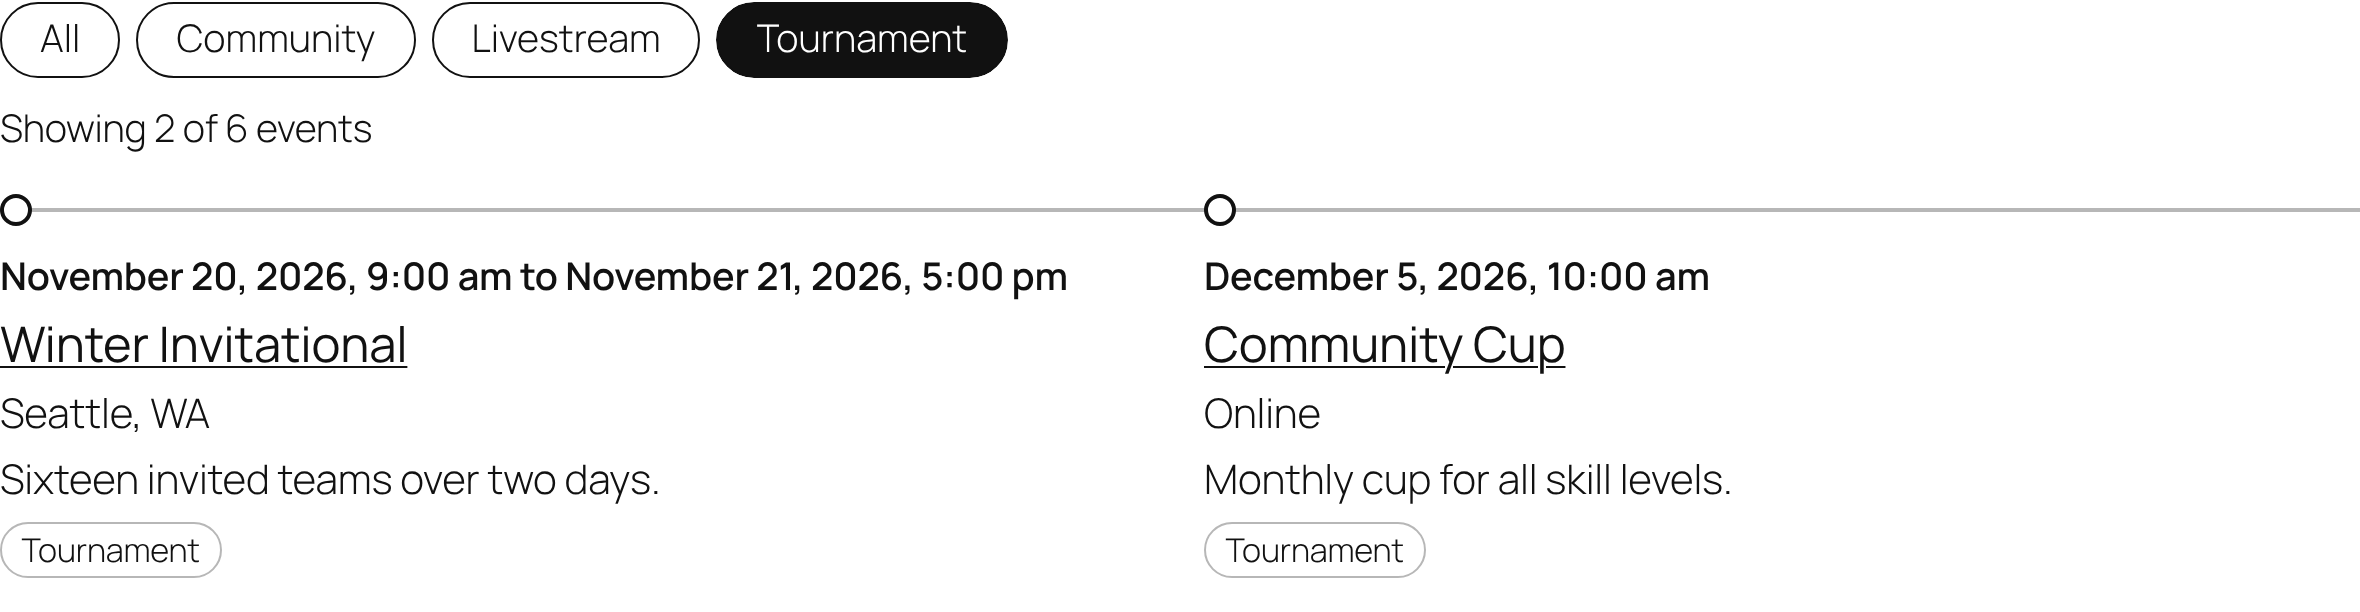 All
Community
Livestream
Tournament
Showing 2 of 6 events
November 20, 2026, 9:00 am to November 21, 2026, 5:00 pm
Winter Invitational
Seattle, WA
Sixteen invited teams over two days.
Tournament
December 5, 2026, 10:00 am
Community Cup
Online
Monthly cup for all skill levels.
Tournament